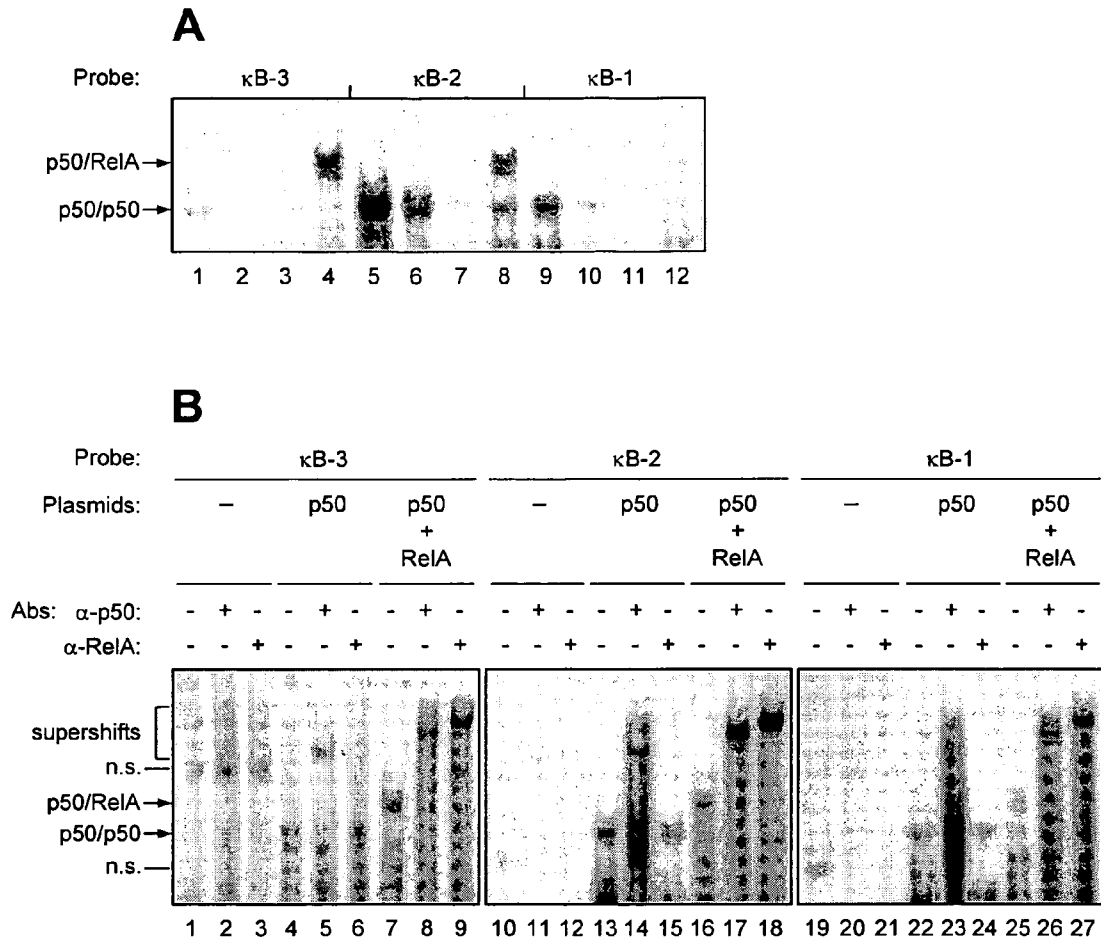 A
Probe: κB-3 κB-2 κB-1
p50/RelA
p50/p50
1 2 3 4 5 6 7 8 9 10 11 12
B
Probe: κB-3 κB-2 κB-1
Plasmids: – p50 p50 – p50 p50 – p50 p50
+ + +
RelA RelA RelA
Abs: α-p50: - + - - + - - + - - + - - + - - + - - + - - + - - + -
α-RelA: - - + - - + - - + - - + - - + - - + - - + - - + - - +
supershifts
n.s.
p50/RelA
p50/p50
n.s.
1 2 3 4 5 6 7 8 9 10 11 12 13 14 15 16 17 18 19 20 21 22 23 24 25 26 27